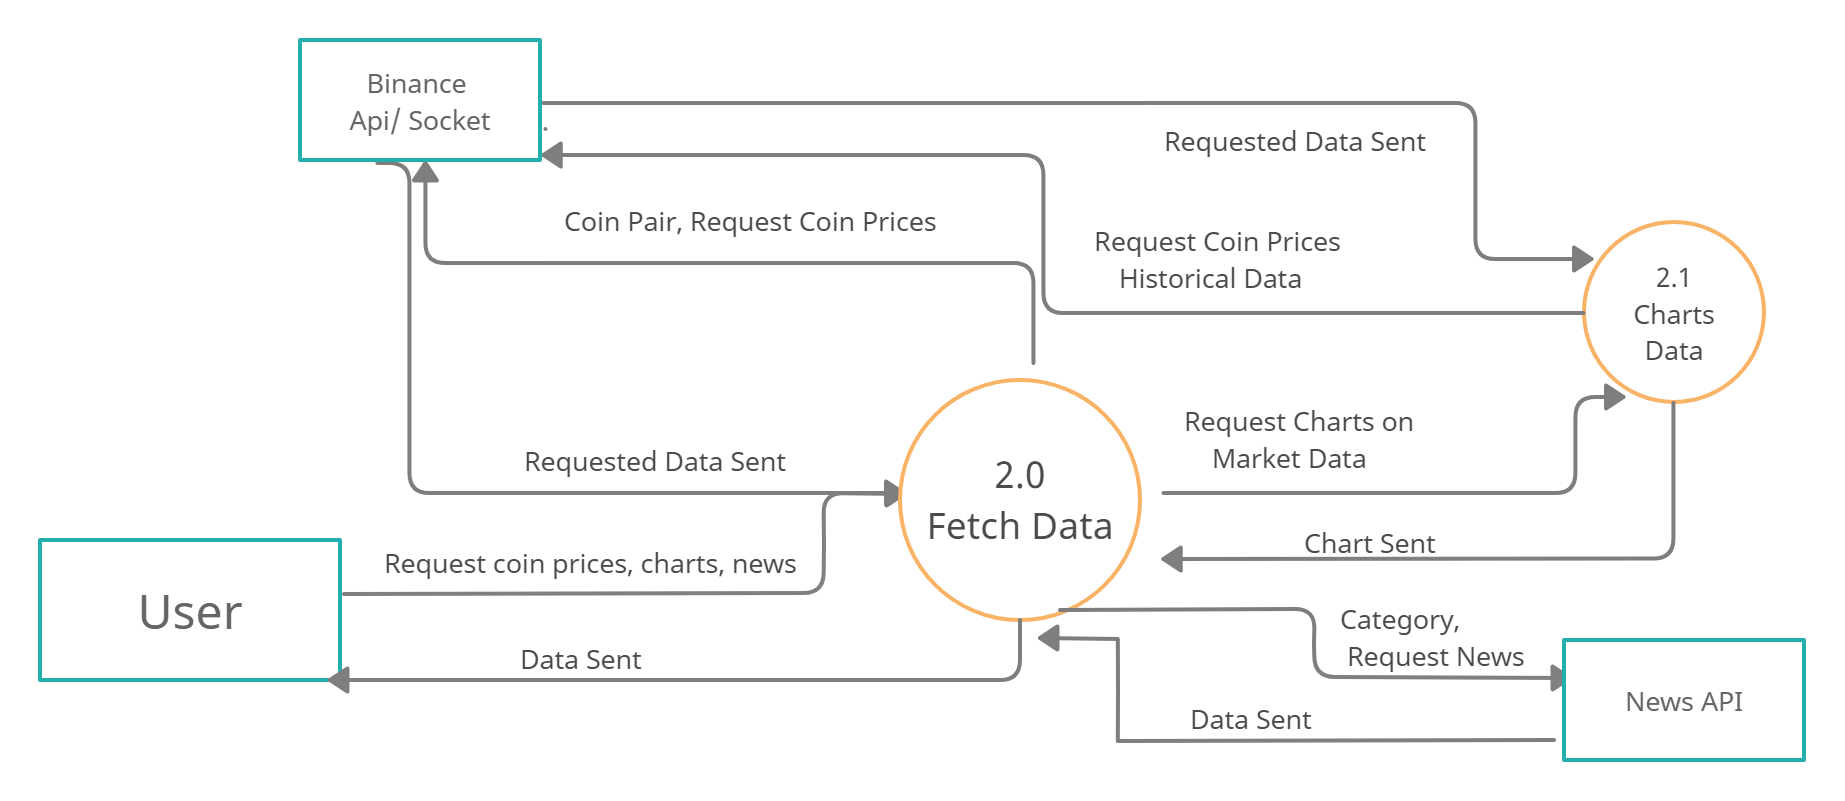 Binance
Api/ Socket
.
Requested Data Sent
Coin Pair, Request Coin Prices
Request Coin Prices
Historical Data
2.1
Charts
Data
Request Charts on
Market Data
Requested Data Sent
2.0
Fetch Data
Chart Sent
Request coin prices, charts, news
User
Category,
Request News
Data Sent
News API
Data Sent